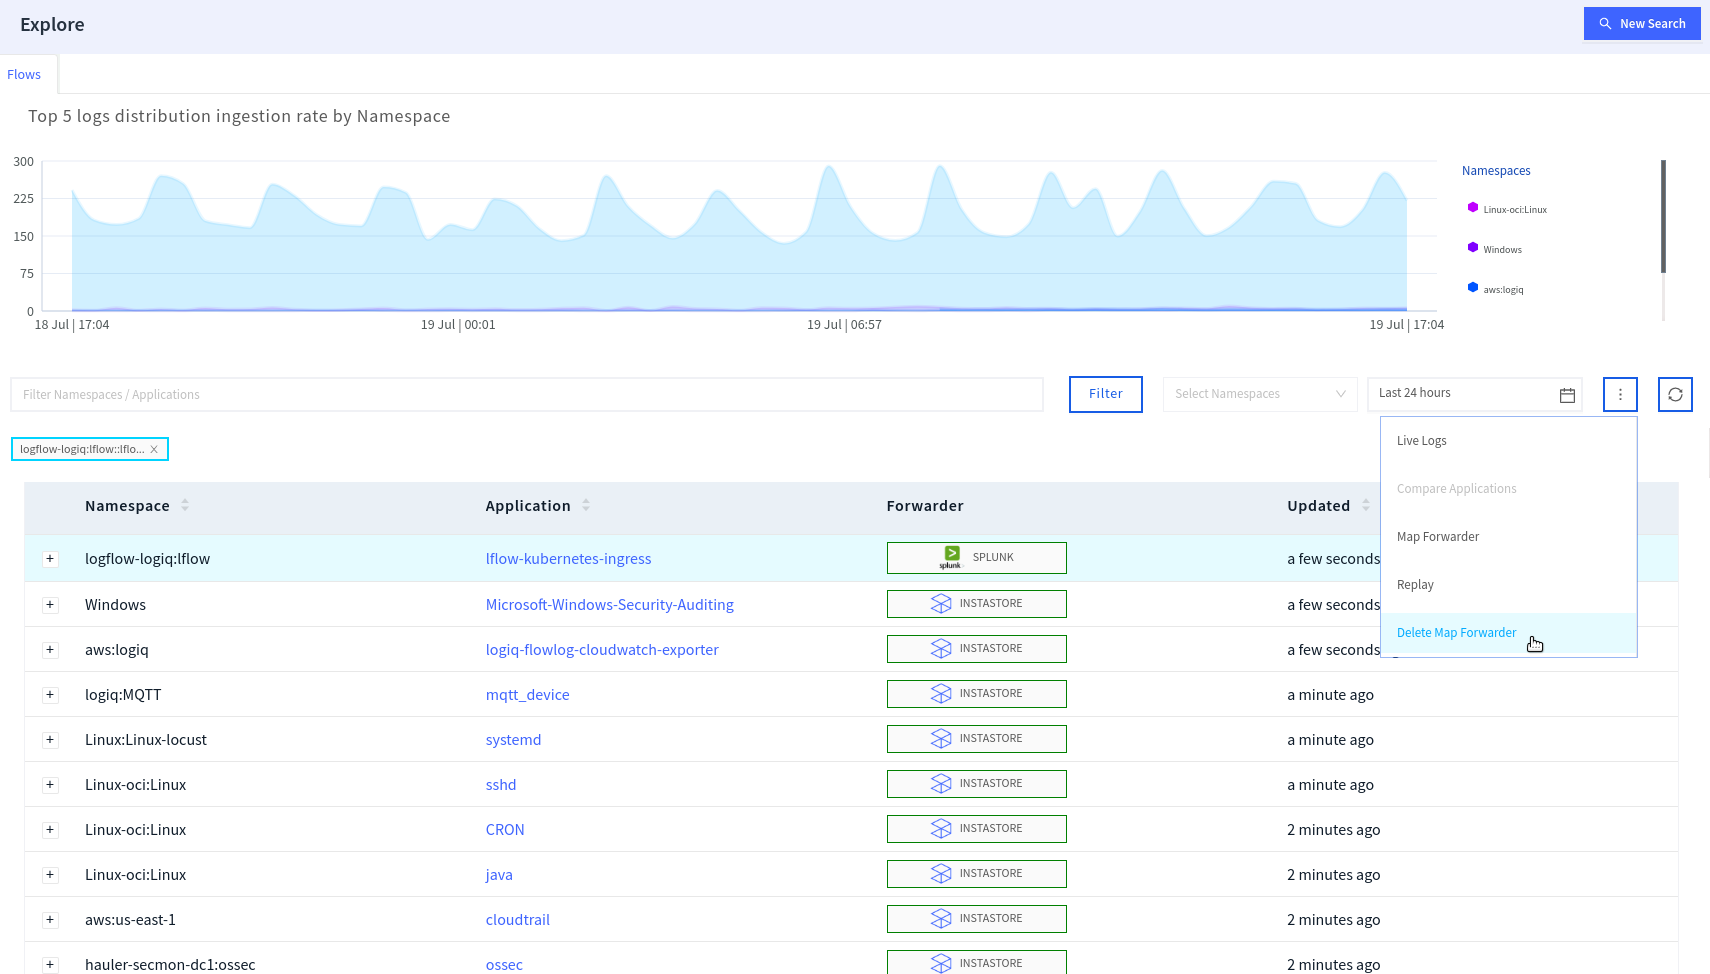 Explore
New Search
Flows
Top 5 logs distribution ingestion rate by Namespace
300
225
150
75
0
18 Jul | 17:04
19 Jul | 00:01
19 Jul | 06:57
19 Jul | 17:04
Namespaces
Linux-oci:Linux
Windows
aws:logiq
Filter Namespaces / Applications
Filter
Select Namespaces
Last 24 hours
logflow-logiq:lflow::lflo...
Live Logs
Compare Applications
Map Forwarder
Replay
Delete Map Forwarder
Namespace Application Forwarder Updated
logflow-logiq:lflow lflow-kubernetes-ingress splunk> SPLUNK a few seconds
Windows Microsoft-Windows-Security-Auditing INSTASTORE a few seconds
aws:logiq logiq-flowlog-cloudwatch-exporter INSTASTORE a few seconds
logiq:MQTT mqtt_device INSTASTORE a minute ago
Linux:Linux-locust systemd INSTASTORE a minute ago
Linux-oci:Linux sshd INSTASTORE a minute ago
Linux-oci:Linux CRON INSTASTORE 2 minutes ago
Linux-oci:Linux java INSTASTORE 2 minutes ago
aws:us-east-1 cloudtrail INSTASTORE 2 minutes ago
hauler-secmon-dc1:ossec ossec INSTASTORE 2 minutes ago